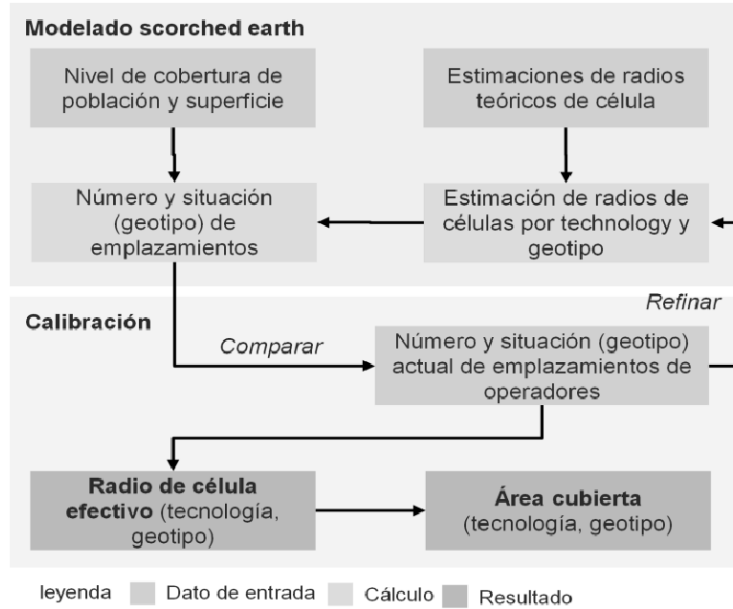 Modelado scorched earth
Nivel de cobertura de
población y superficie
Estimaciones de radios
teóricos de célula
Número y situación
(geotipo) de
emplazamientos
Estimación de radios de
células por technology y
geotipo
Refinar
Calibración
Comparar
Número y situación (geotipo)
actual de emplazamientos de
operadores
Radio de célula
efectivo (tecnología,
geotipo)
Área cubierta
(tecnología, geotipo)
leyenda Dato de entrada Cálculo Resultado